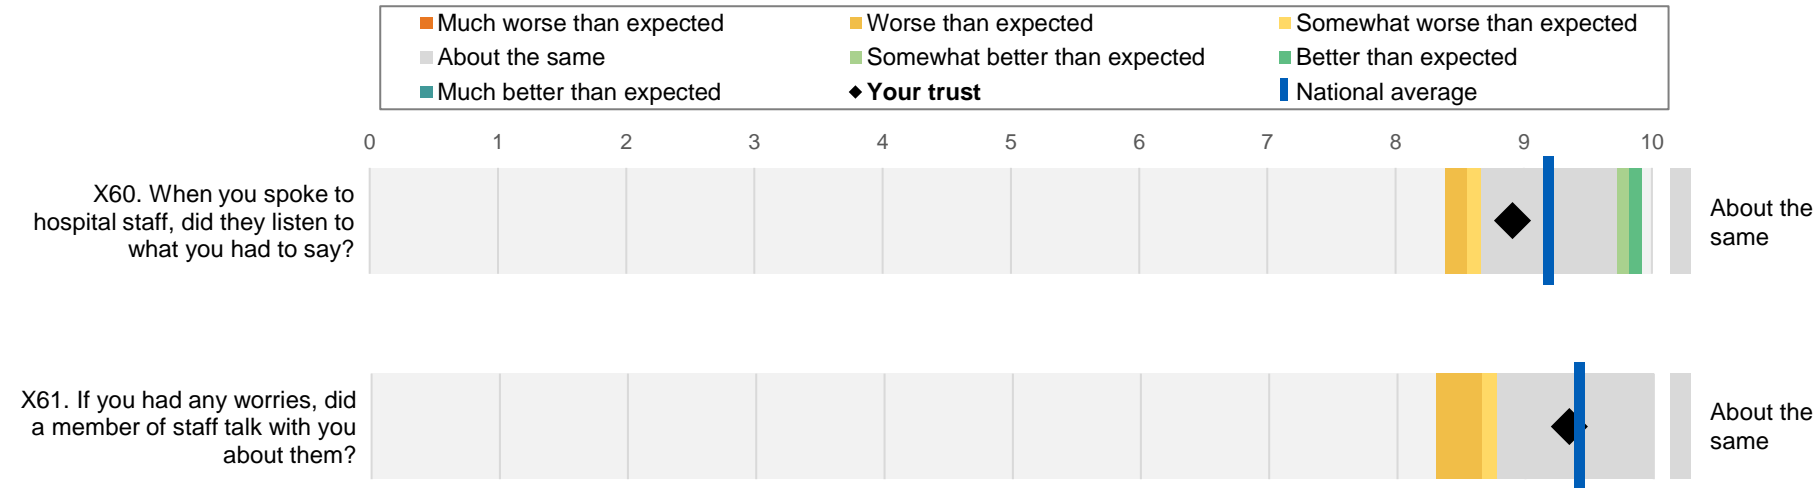 Much worse than expected
Worse than expected
Somewhat worse than expected
About the same
Somewhat better than expected
Better than expected
Much better than expected
Your trust
National average
0 1 2 3 4 5 6 7 8 9 10
X60. When you spoke to
hospital staff, did they listen to
what you had to say?
About the
same
X61. If you had any worries, did
a member of staff talk with you
about them?
About the
same